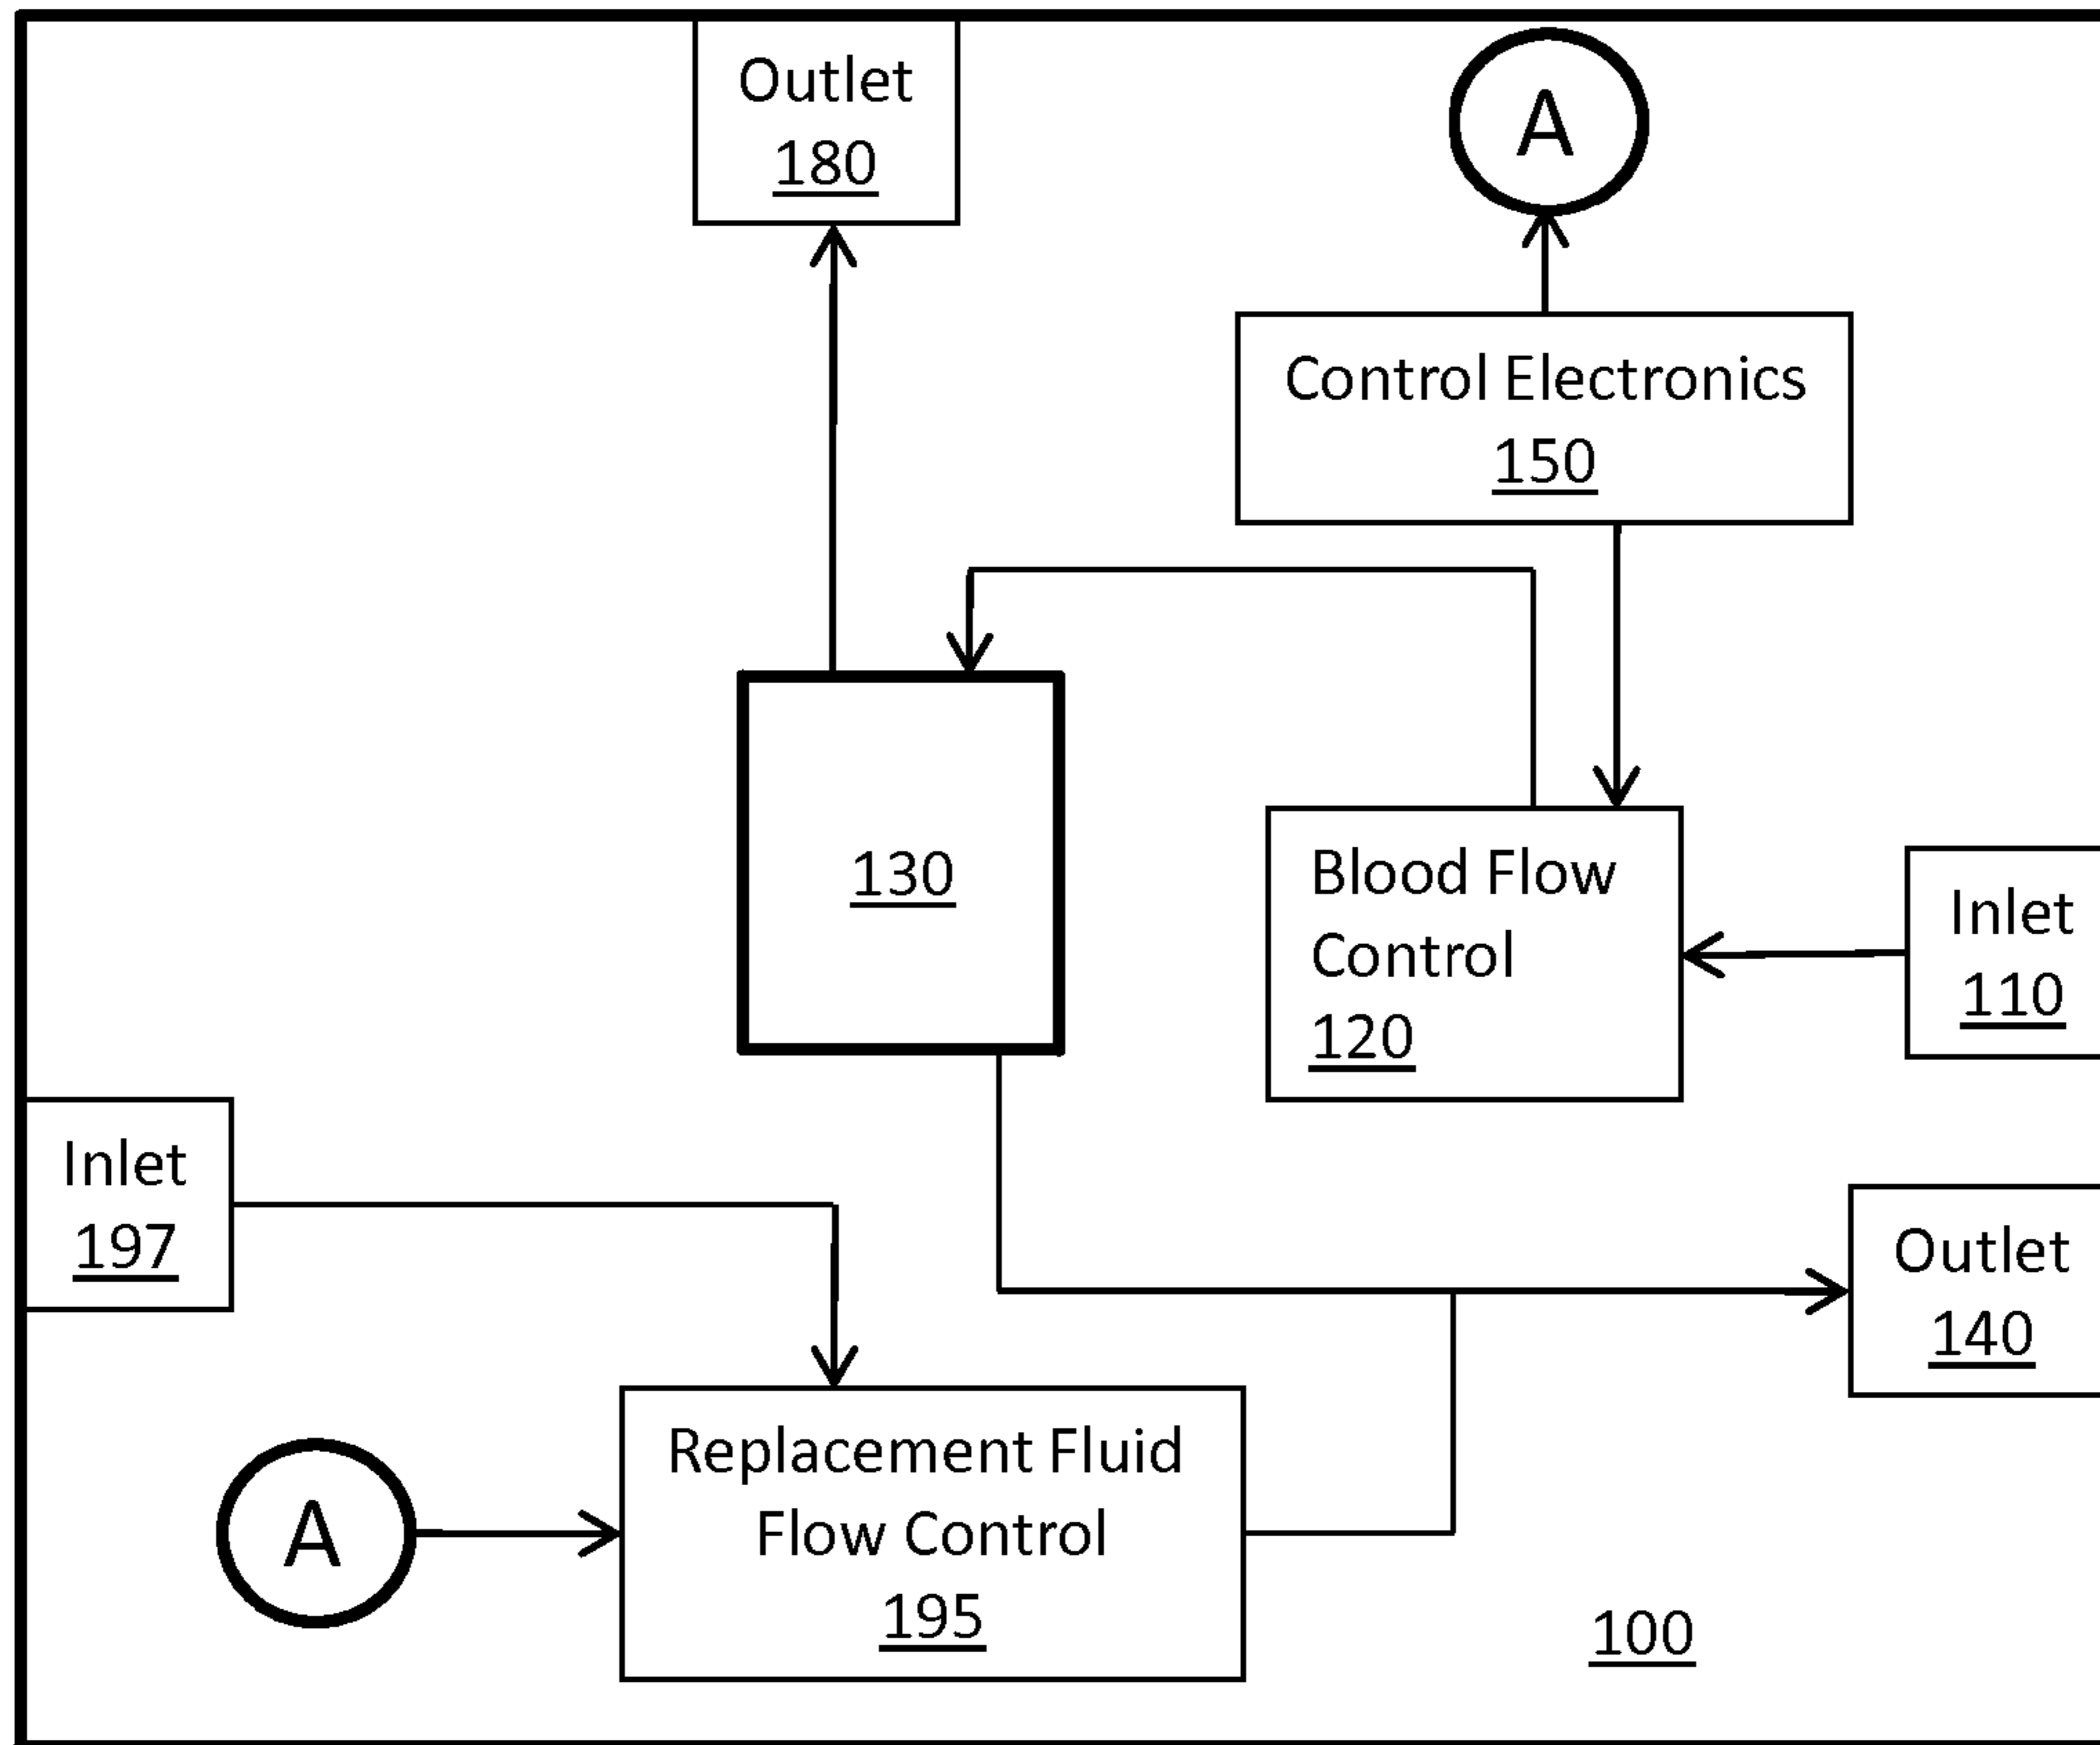 Outlet
180
A
Control Electronics
150
130
Blood Flow
Control
120
Inlet
110
Inlet
197
Outlet
140
A
Replacement Fluid
Flow Control
195
100